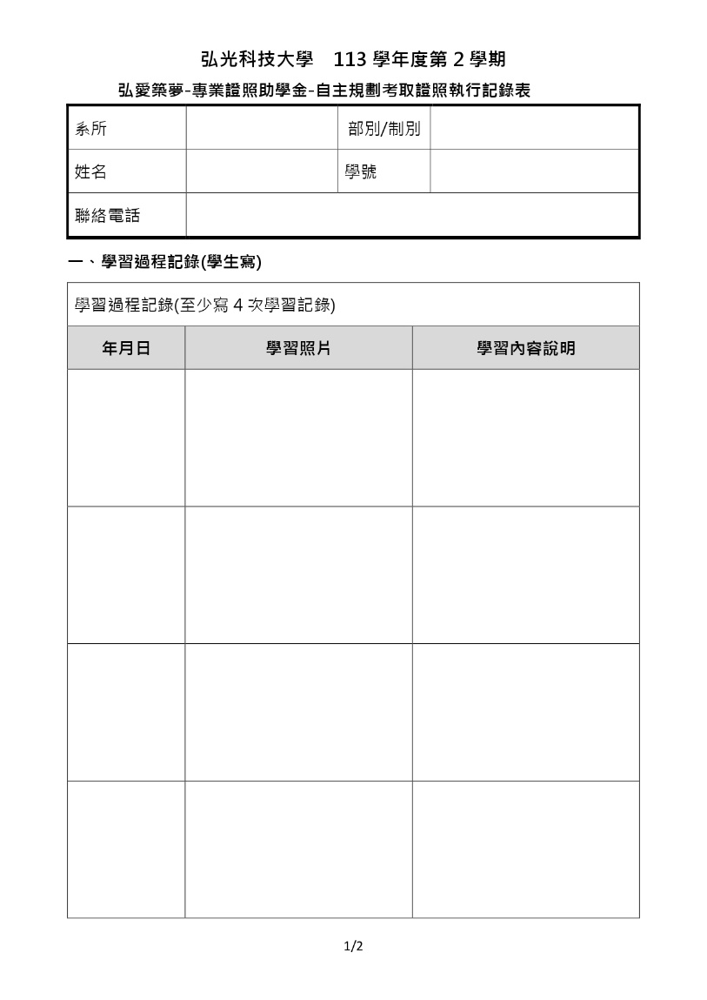 弘光科技大學 113 學年度第 2 學期
弘愛築夢-專業證照助學金-自主規劃考取證照執行記錄表
系所 部別/制別
姓名 學號
聯絡電話
一、學習過程記錄(學生寫)
學習過程記錄(至少寫 4 次學習記錄)
年月日 學習照片 學習內容說明
1/2